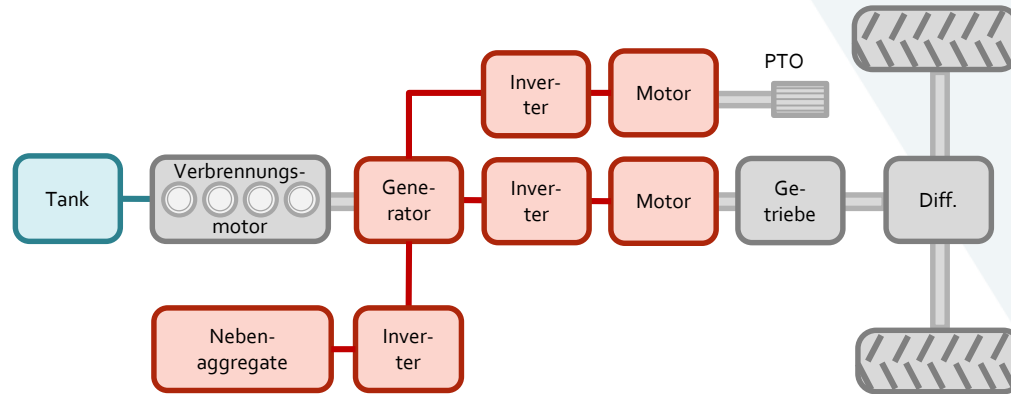 PTO
Inver-
ter
Motor
Tank
Verbrennungs-
motor
Gene-
rator
Inver-
ter
Motor
Ge-
triebe
Diff.
Neben-
aggregate
Inver-
ter